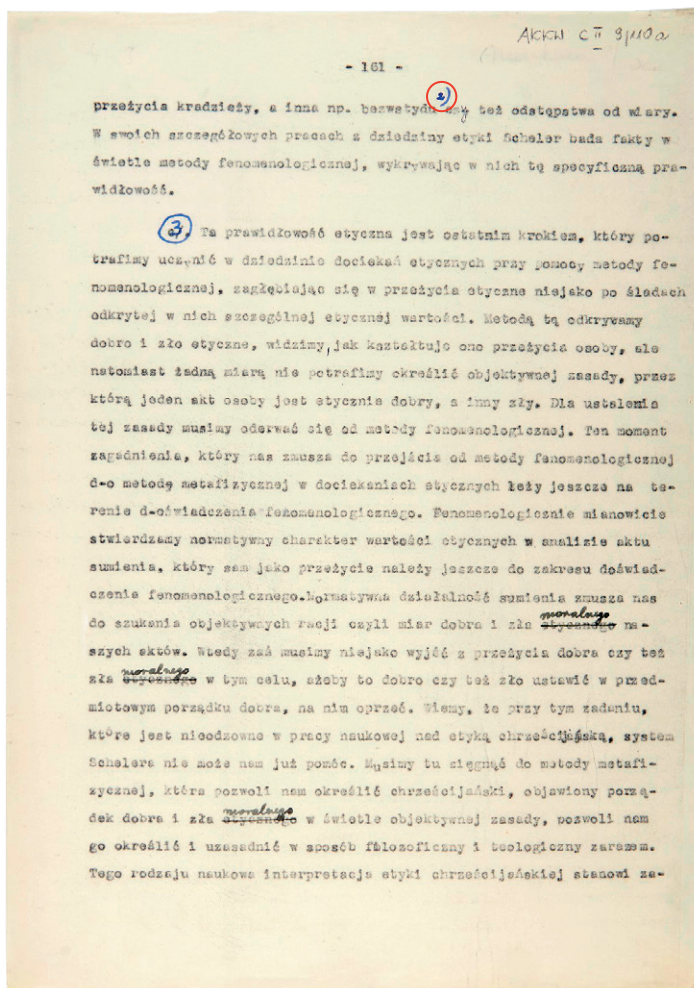 AKKW C II 9/110a
- 161 -
2)
przeżycia kradzieży, a inna np. bezwstydu czy też odstępstwa od wiary.
W swoich szczegółowych pracach z dziedziny etyki Scheler bada fakty w
świetle metody fenomenologicznej, wykrywając w nich tę specyficzną pra-
widłowość.
3. Ta prawidłowość etyczna jest ostatnim krokiem, który po-
trafimy uczynić w dziedzinie dociekań etycznych przy pomocy metody fe-
nomenologicznej, zagłębiając się w przeżycia etyczne niejako po śladach
odkrytej w nich szczególnej etycznej wartości. Metodą tą odkrywamy
dobro i zło etyczne, widzimy, jak kształtuje ono przeżycia osoby, ale
natomiast żadną miarą nie potrafimy określić objektywnej zasady, przez
którą jeden akt osoby jest etycznie dobry, a inny zły. Dla ustalenia
tej zasady musimy oderwać się od metody fenomenologicznej. Ten moment
zagadnienia, który nas zmusza do przejścia od metody fenomenologicznej
d-o metodę metafizycznej w dociekaniach etycznych leży jeszcze na te-
renie d-oświadczenia fenomenologicznego. Fenomenologicznie mianowicie
stwierdzamy normatywny charakter wartości etycznych w analizie aktu
sumienia, który sam jako przeżycie należy jeszcze do zakresu doświad-
czenia fenomenologicznego. Normatywna działalność sumienia zmusza nas
moralnego
do szukania objektywnych racji czyli miar dobra i zła etycznego na-
szych aktów. Wtedy zaś musimy niejako wyjść z przeżycia dobra czy też
moralnego
zła etycznego w tym celu, ażeby to dobro czy też zło ustawić w przed-
miotowym porządku dobra, na nim oprzeć. Wiemy, że przy tym zadaniu,
które jest nieodzowne w pracy naukowej nad etyką chrześcijańską, system
Schelera nie może nam już pomóc. Musimy tu sięgnąć do metody metafi-
zycznej, która pozwoli nam określić chrześcijański, objawiony porzą-
moralnego
dek dobra i zła etycznego w świetle objektywnej zasady, pozwoli nam
go określić i uzasadnić w sposób filozoficzny i teologiczny zarazem.
Tego rodzaju naukowa interpretacja etyki chrześcijańskiej stanowi za-